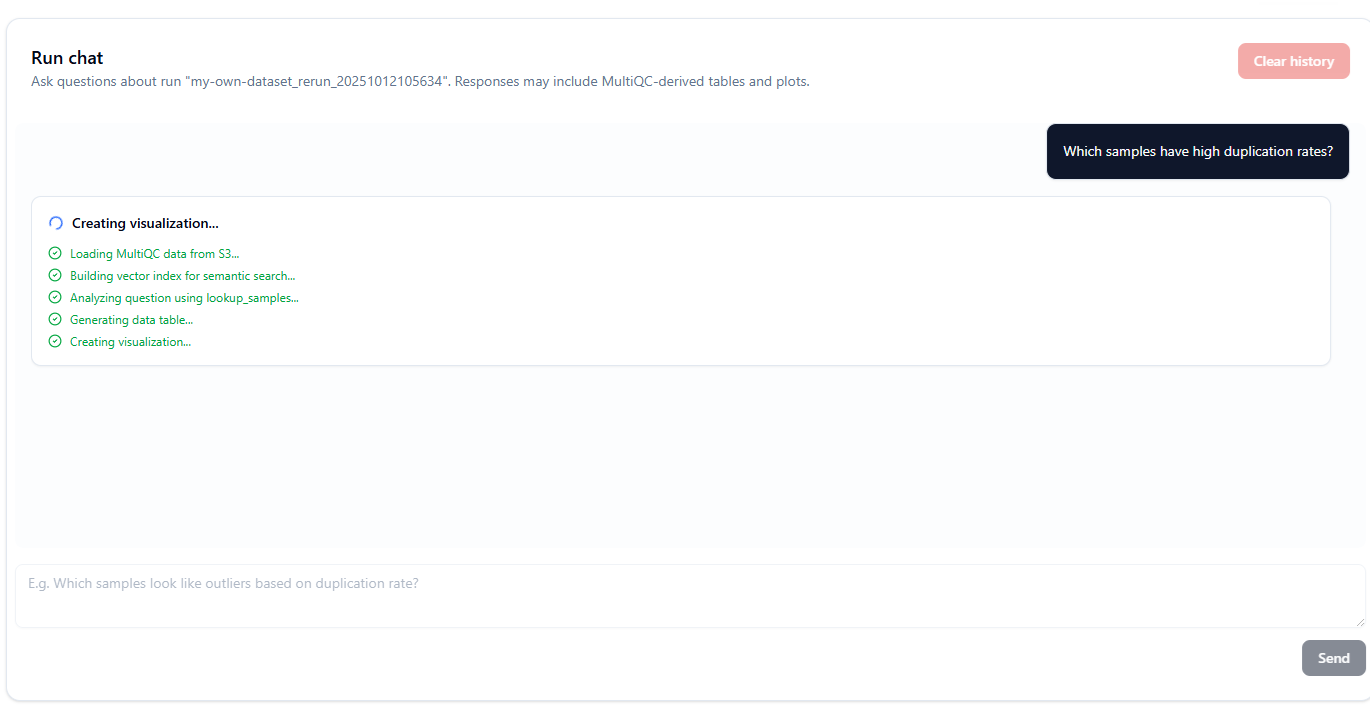 Run chat
Clear history
Ask questions about run "my-own-dataset_rerun_20251012105634". Responses may include MultiQC-derived tables and plots.
Which samples have high duplication rates?
Creating visualization...
Loading MultiQC data from S3...
Building vector index for semantic search...
Analyzing question using lookup_samples...
Generating data table...
Creating visualization...
E.g. Which samples look like outliers based on duplication rate?
Send